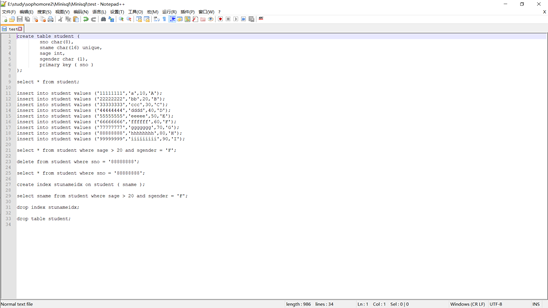 E:\study\sophomore2\Minisql\Minisql\test - Notepad++
文件(F) 编辑(E) 搜索(S) 视图(V) 编码(N) 语言(L) 设置(T) 工具(O) 宏(M) 运行(R) 插件(P) 窗口(W) ?
test
1 create table student (
2 sno char(8),
3 sname char(16) unique,
4 sage int,
5 sgender char (1),
6 primary key ( sno )
7 );
8
9 select * from student;
10
11 insert into student values ('11111111','a',10,'A');
12 insert into student values ('22222222','bb',20,'B');
13 insert into student values ('33333333','ccc',30,'C');
14 insert into student values ('44444444','dddd',40,'D');
15 insert into student values ('55555555','eeeee',50,'E');
16 insert into student values ('66666666','ffffff',60,'F');
17 insert into student values ('77777777','ggggggg',70,'G');
18 insert into student values ('88888888','hhhhhhhh',80,'H');
19 insert into student values ('99999999','iiiiiiiii',90,'I');
20
21 select * from student where sage > 20 and sgender = 'F';
22
23 delete from student where sno = '88888888';
24
25 select * from student where sno = '88888888';
26
27 create index stunameidx on student ( sname );
28
29 select sname from student where sage > 20 and sgender = 'F';
30
31 drop index stunameidx;
32
33 drop table student;
34
Normal text file length : 986 lines : 34 Ln : 1 Col : 1 Sel : 0 | 0 Windows (CR LF) UTF-8 INS